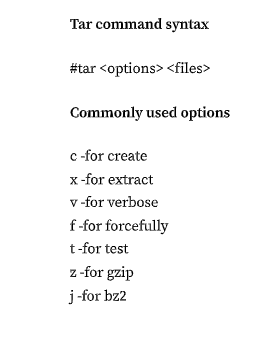 Tar command syntax
#tar <options> <files>
Commonly used options
c -for create
x -for extract
v -for verbose
f -for forcefully
t -for test
z -for gzip
j -for bz2